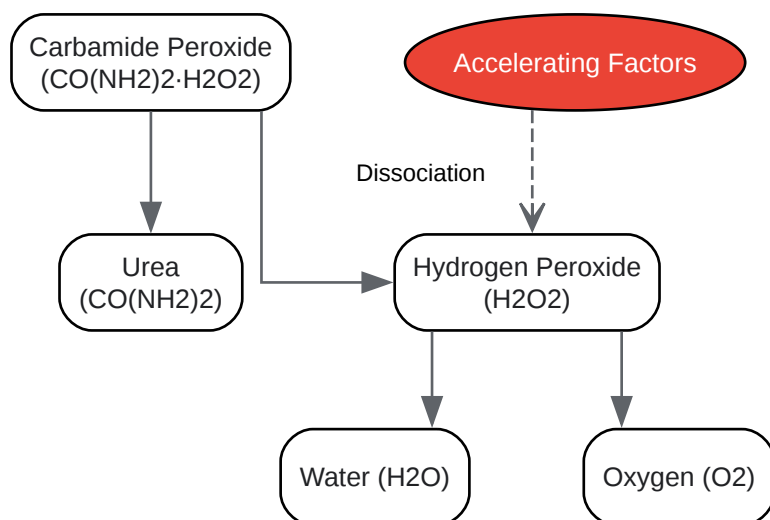 Carbamide Peroxide
(CO(NH2)2·H2O2)
Accelerating Factors
Dissociation
Urea
(CO(NH2)2)
Hydrogen Peroxide
(H2O2)
Water (H2O)
Oxygen (O2)